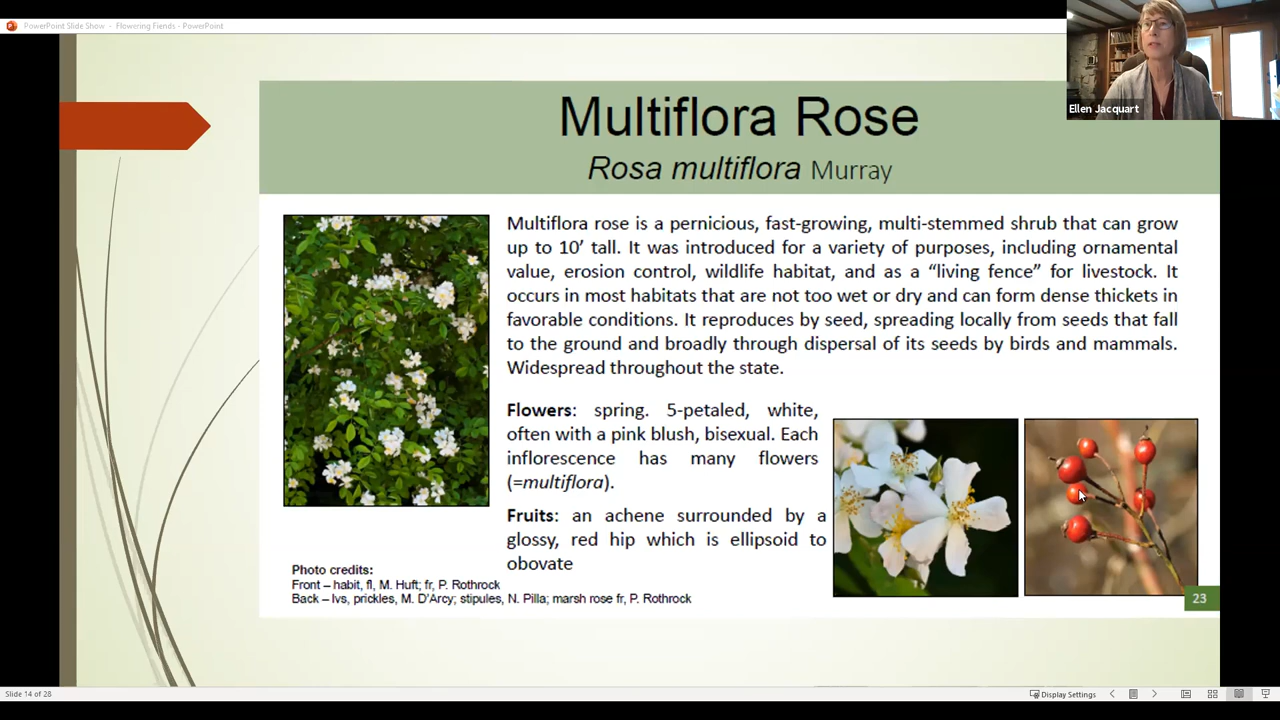 PowerPoint Slide Show - Flowering Fiends - PowerPoint
Ellen Jacquart
Multiflora Rose
Rosa multiflora Murray
Multiflora rose is a pernicious, fast-growing, multi-stemmed shrub that can grow
up to 10’ tall. It was introduced for a variety of purposes, including ornamental
value, erosion control, wildlife habitat, and as a “living fence” for livestock. It
occurs in most habitats that are not too wet or dry and can form dense thickets in
favorable conditions. It reproduces by seed, spreading locally from seeds that fall
to the ground and broadly through dispersal of its seeds by birds and mammals.
Widespread throughout the state.
Flowers: spring. 5-petaled, white,
often with a pink blush, bisexual. Each
inflorescence has many flowers
(=multiflora).
Fruits: an achene surrounded by a
glossy, red hip which is ellipsoid to
obovate
Photo credits:
Front – habit, fl, M. Huft; fr, P. Rothrock
Back – lvs, prickles, M. D'Arcy; stipules, N. Pilla; marsh rose fr, P. Rothrock
23
Slide 14 of 28
Display Settings